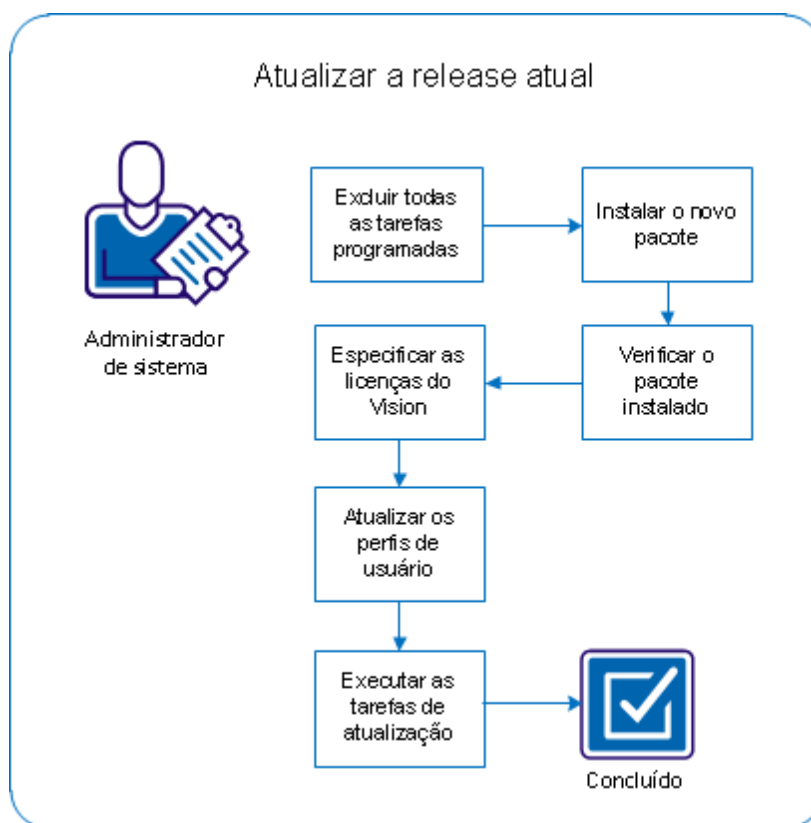 Atualizar a release atual
Administrador
de sistema
Excluir todas
as tarefas
programadas
Instalar o novo
pacote
Verificar o
pacote
instalado
Especificar as
licenças do
Vision
Atualizar os
perfis de
usuário
Executar as
tarefas de
atualização
Concluído